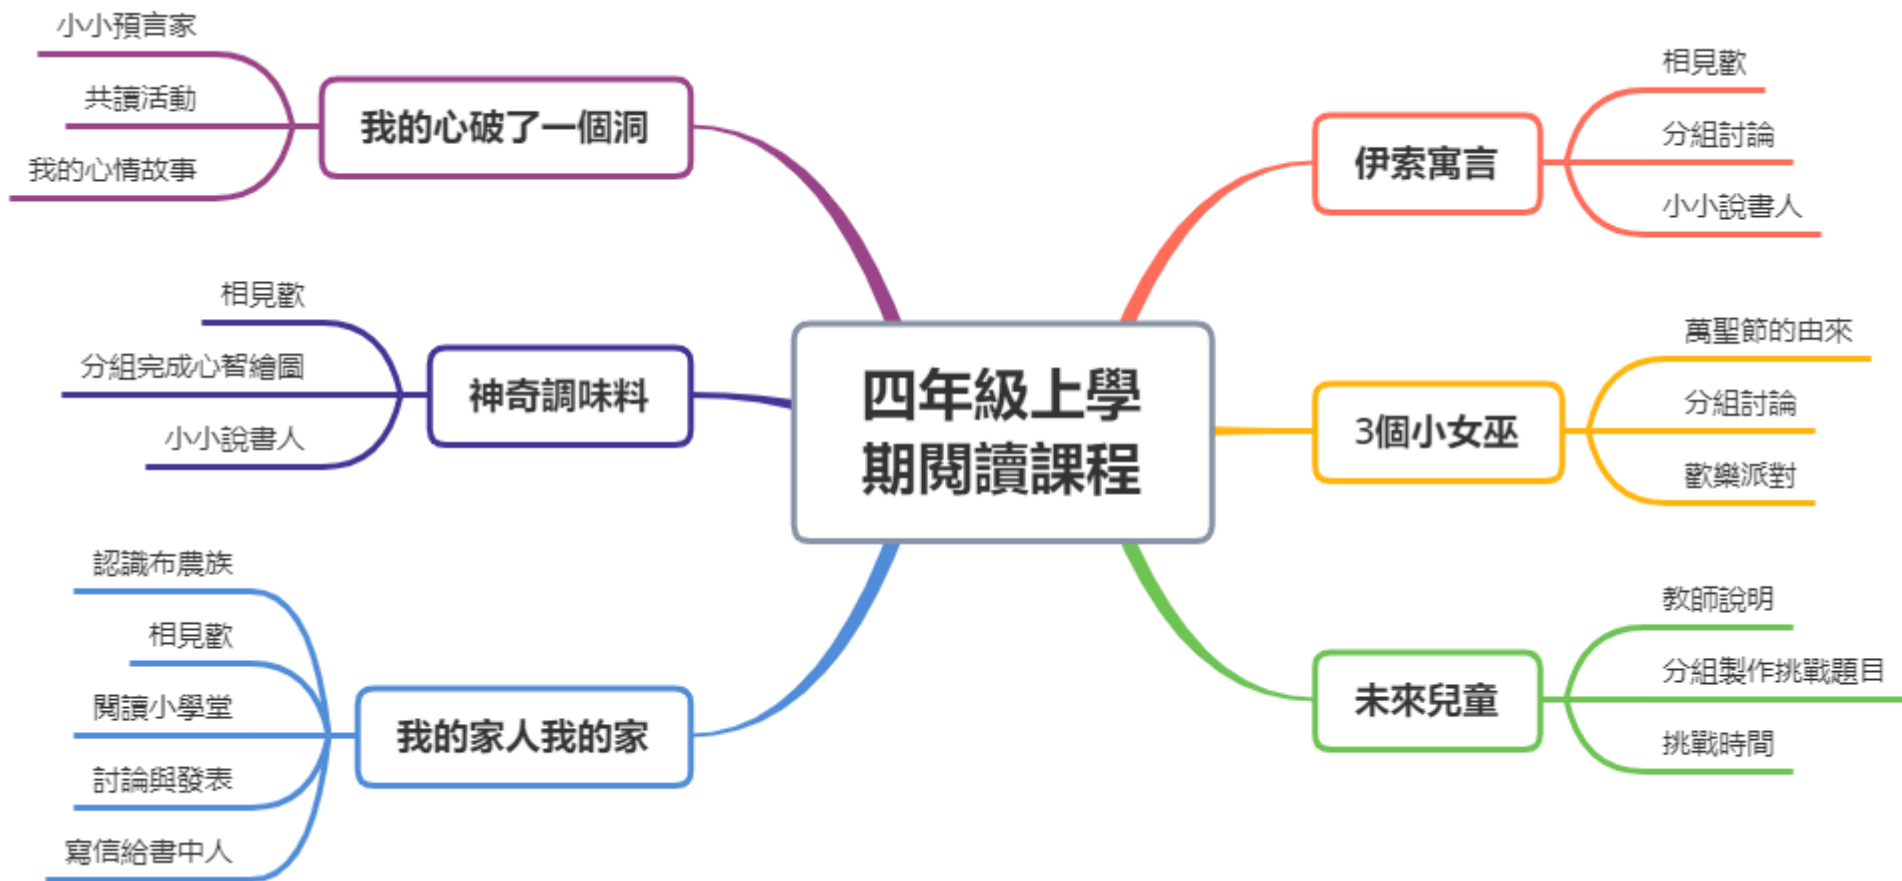 四年級上學
期閱讀課程
伊索寓言
相見歡
分組討論
小小說書人
3個小女巫
萬聖節的由來
分組討論
歡樂派對
未來兒童
教師說明
分組製作挑戰題目
挑戰時間
我的心破了一個洞
小小預言家
共讀活動
我的心情故事
神奇調味料
相見歡
分組完成心智繪圖
小小說書人
我的家人我的家
認識布農族
相見歡
閱讀小學堂
討論與發表
寫信給書中人